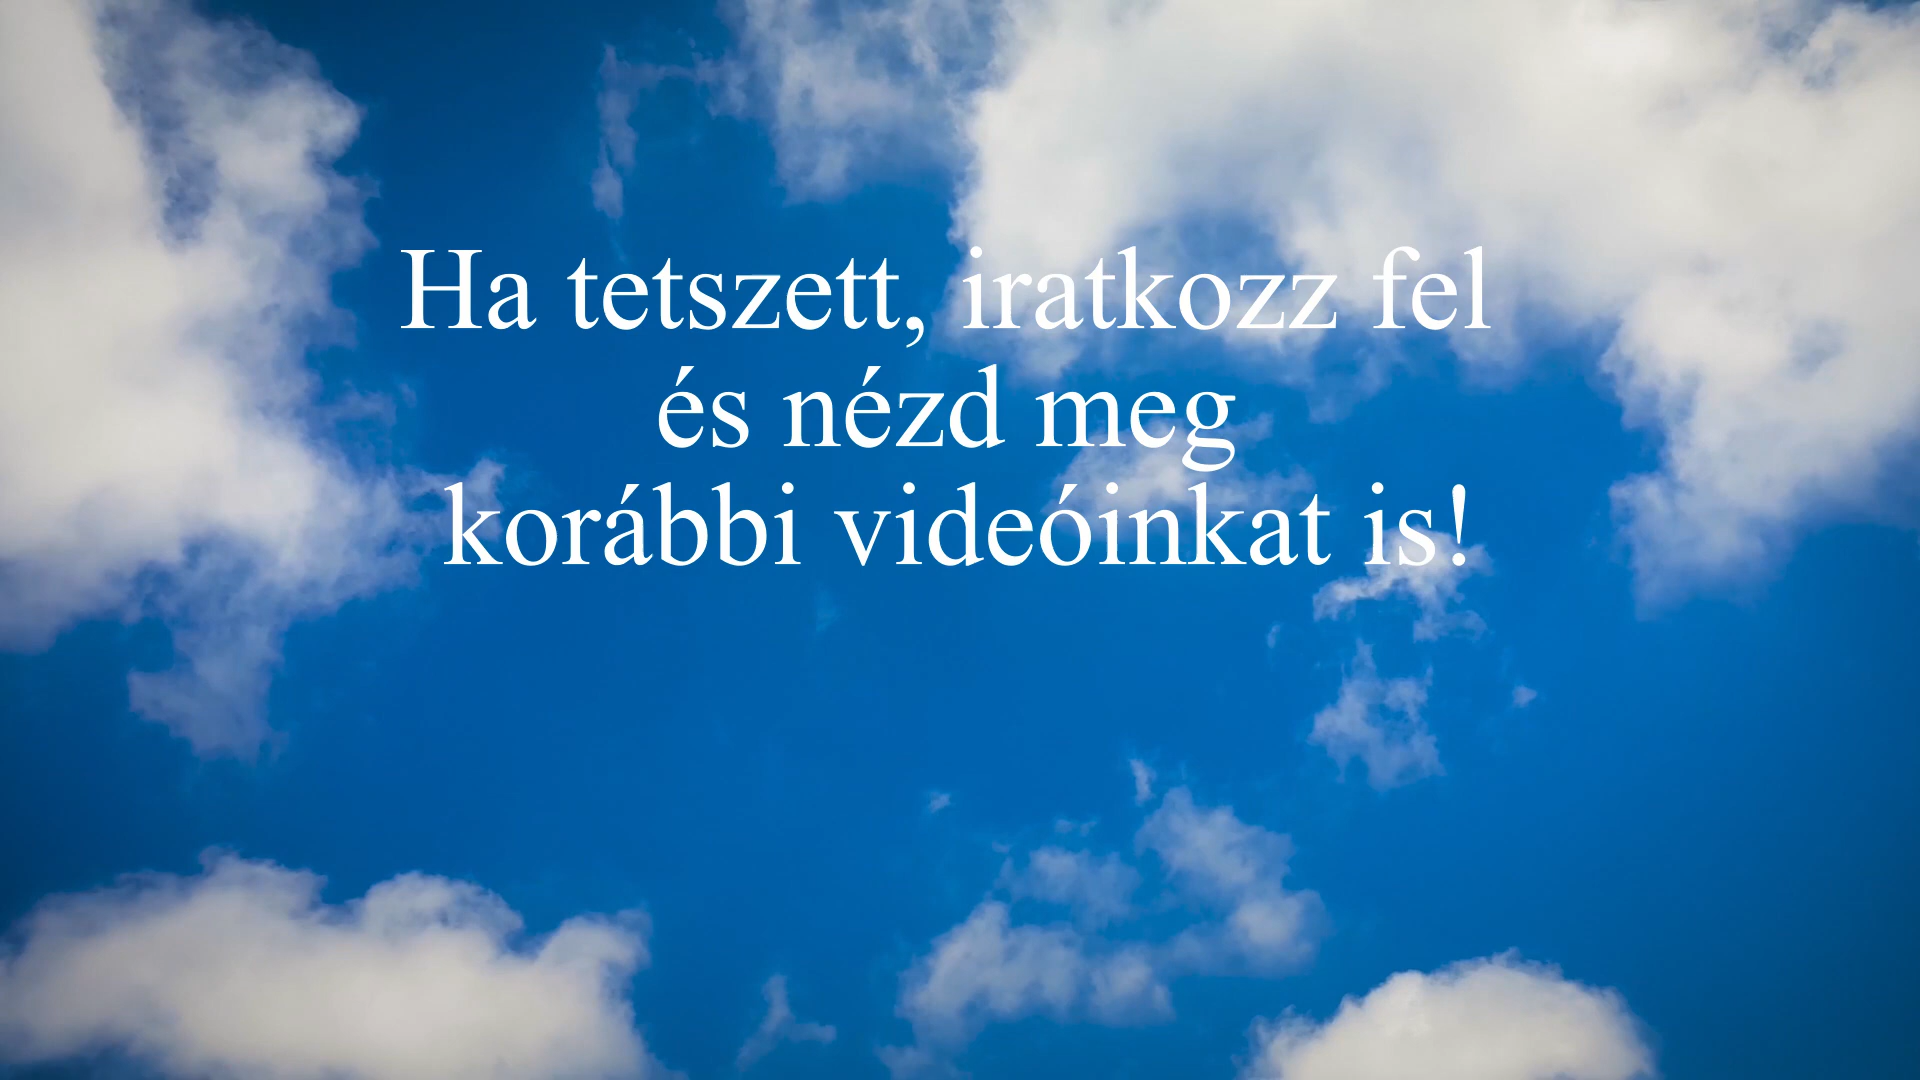 Ha tetszett, iratkozz fel
és nézd meg
korábbi videóinkat is!